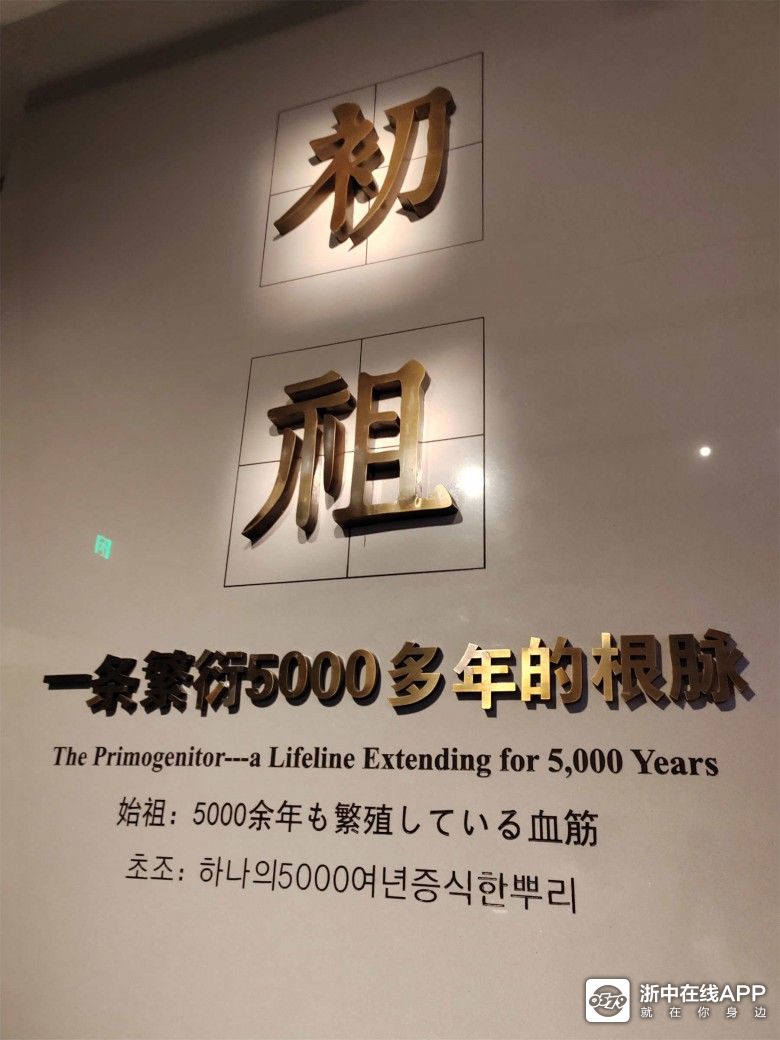 初
祖
一条繁衍5000多年的根脉
The Primogenitor---a Lifeline Extending for 5,000 Years
始祖：5000余年も繁殖している血筋
초조：하나의5000여년증식한뿌리
0579 浙中在线APP
就在你身边